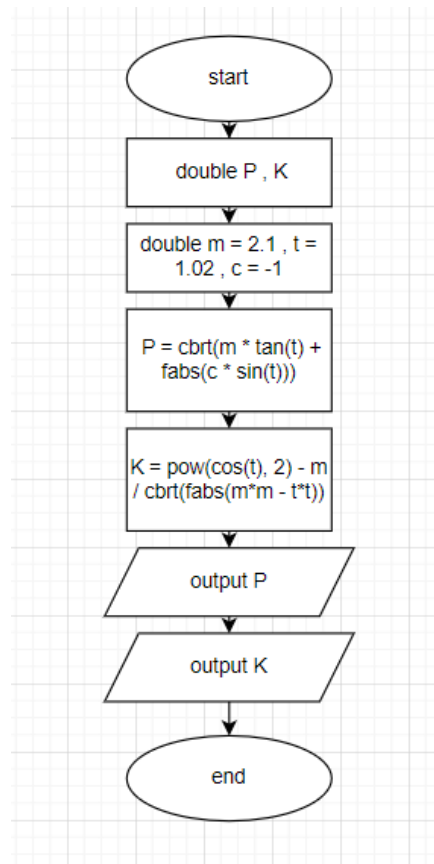 start
double P , K
double m = 2.1 , t =
1.02 , c = -1
P = cbrt(m * tan(t) +
fabs(c * sin(t)))
K = pow(cos(t), 2) - m
/ cbrt(fabs(m*m - t*t))
output P
output K
end